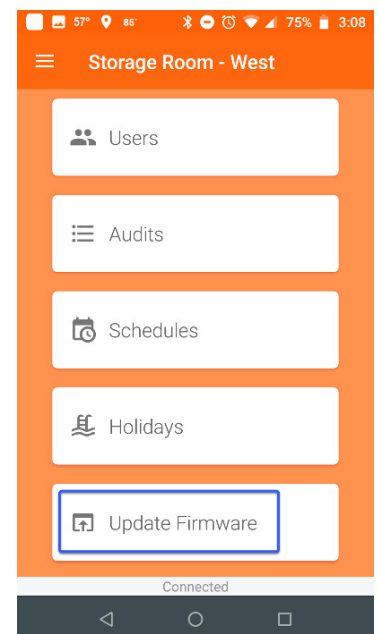 57° 85° 75% 3:08
Storage Room - West
Users
Audits
Schedules
Holidays
Update Firmware
Connected